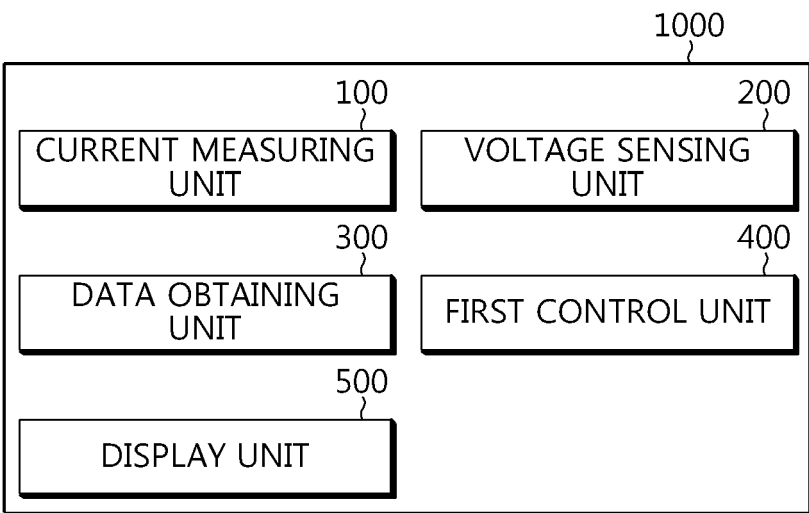 1000
100
200
CURRENT MEASURING
UNIT
VOLTAGE SENSING
UNIT
300
400
DATA OBTAINING
UNIT
FIRST CONTROL UNIT
500
DISPLAY UNIT